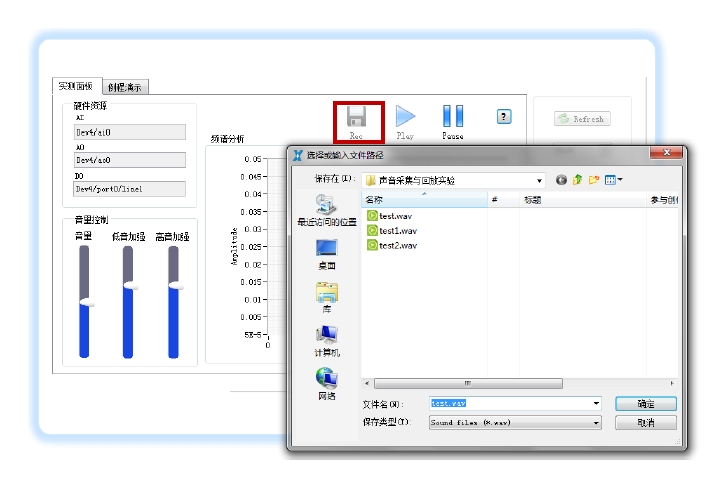 实测面板 例程演示
硬件资源
AI
Dev4/ai0
AO
Dev4/ao0
DO
Dev4/port0/line1
音量控制
音量 低音加强 高音加强
Rec Play Pause
?
Refresh
频谱分析
Amplitude
0.05
0.045
0.04
0.035
0.03
0.025
0.02
0.015
0.01
0.005
5E-5
0
选择或输入文件路径
保存在(I):
声音采集与回放实验
名称 # 标题 参与创
test.wav
test1.wav
test2.wav
最近访问的位置
桌面
库
计算机
网络
文件名(N):
test.wav
确定
保存类型(T):
Sound files (*.wav)
取消